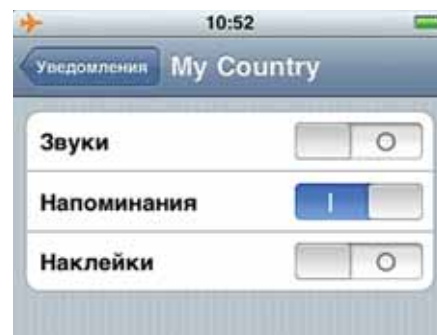 10:52
Уведомления My Country
Звуки
Напоминания
Наклейки